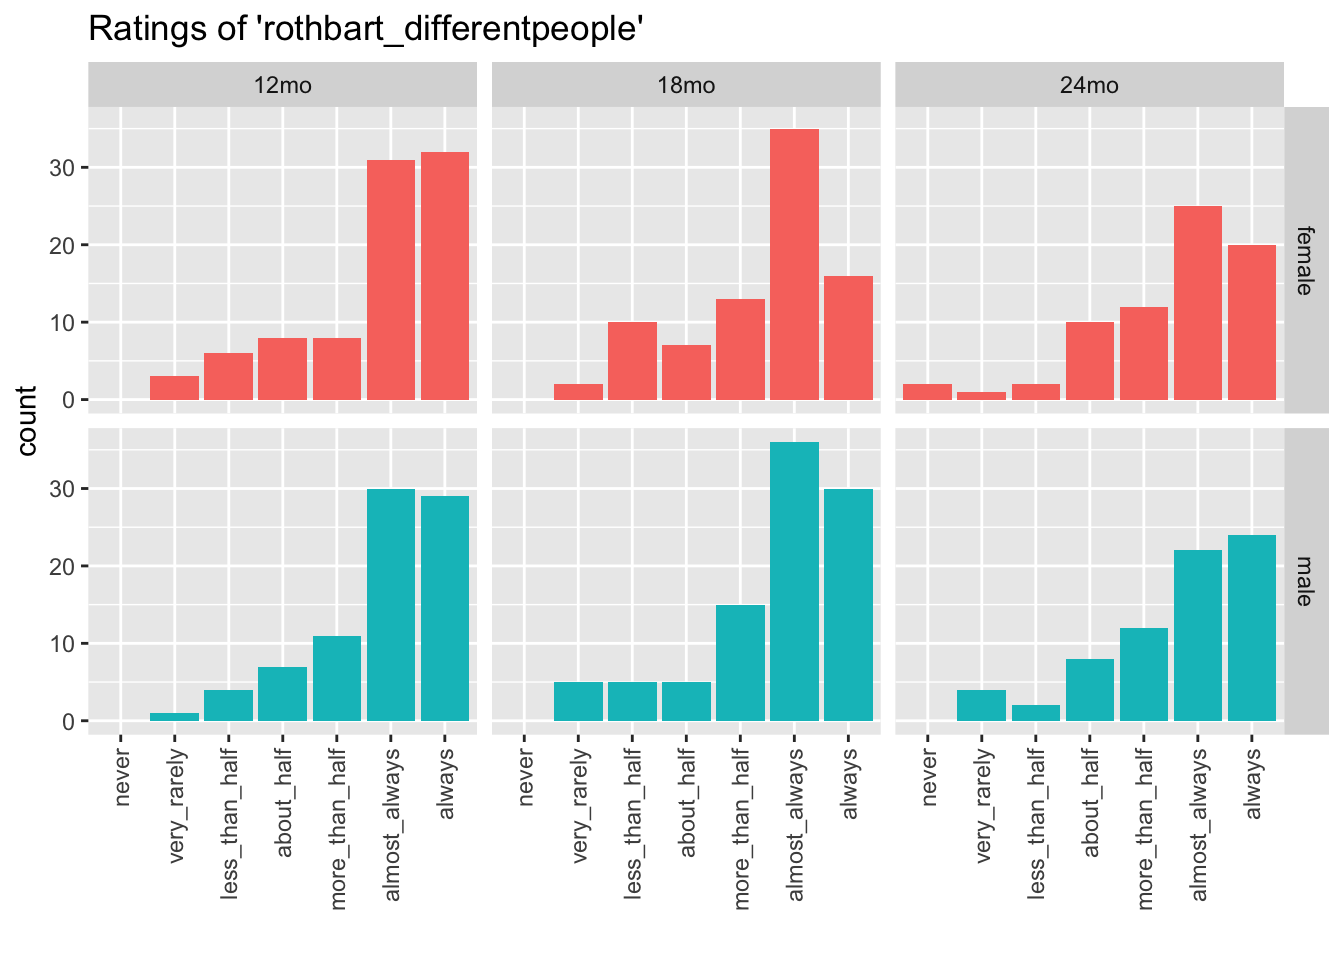 Ratings of 'rothbart_differentpeople'
12mo 18mo 24mo
count
30
20
10
0
female
30
20
10
0
male
never very_rarely less_than_half about_half more_than_half almost_always always
never very_rarely less_than_half about_half more_than_half almost_always always
never very_rarely less_than_half about_half more_than_half almost_always always